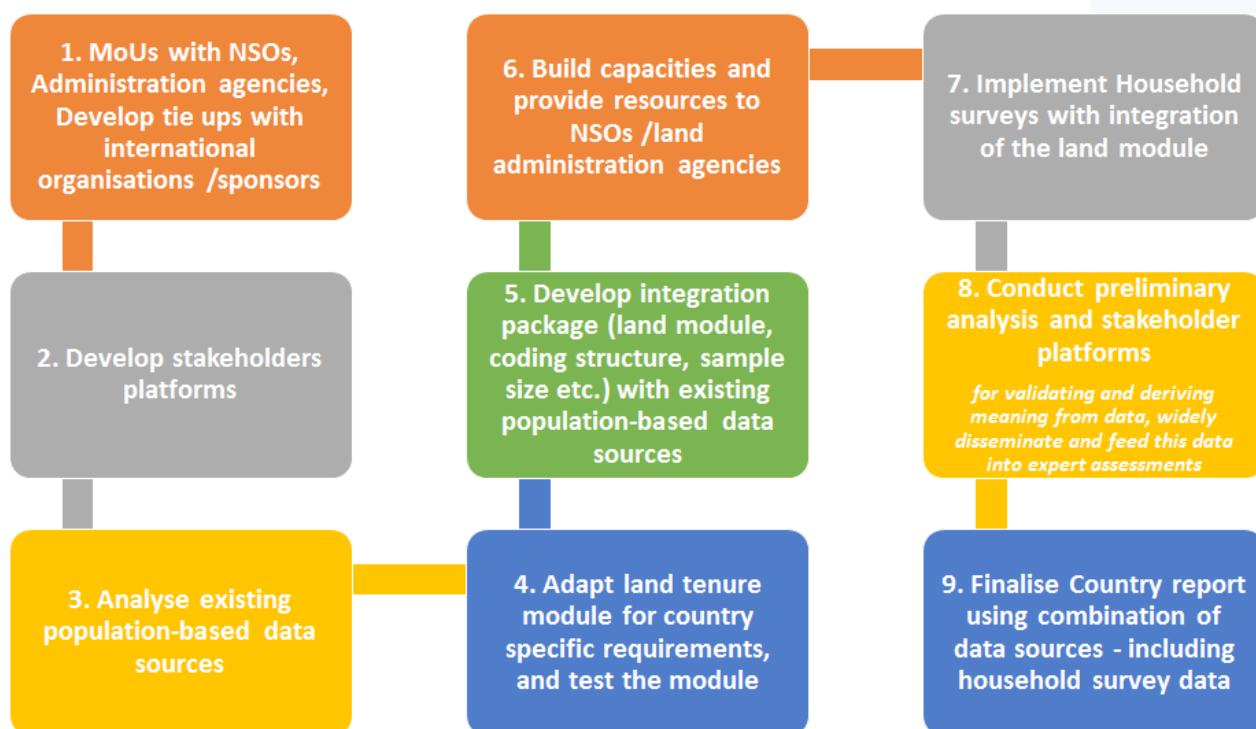 1. MoUs with NSOs,
Administration agencies,
Develop tie ups with
international
organisations /sponsors
2. Develop stakeholders
platforms
3. Analyse existing
population-based data
sources
4. Adapt land tenure
module for country
specific requirements,
and test the module
5. Develop integration
package (land module,
coding structure, sample
size etc.) with existing
population-based data
sources
6. Build capacities and
provide resources to
NSOs /land
administration agencies
7. Implement Household
surveys with integration
of the land module
8. Conduct preliminary
analysis and stakeholder
platforms
for validating and deriving
meaning from data, widely
disseminate and feed this data
into expert assessments
9. Finalise Country report
using combination of
data sources - including
household survey data